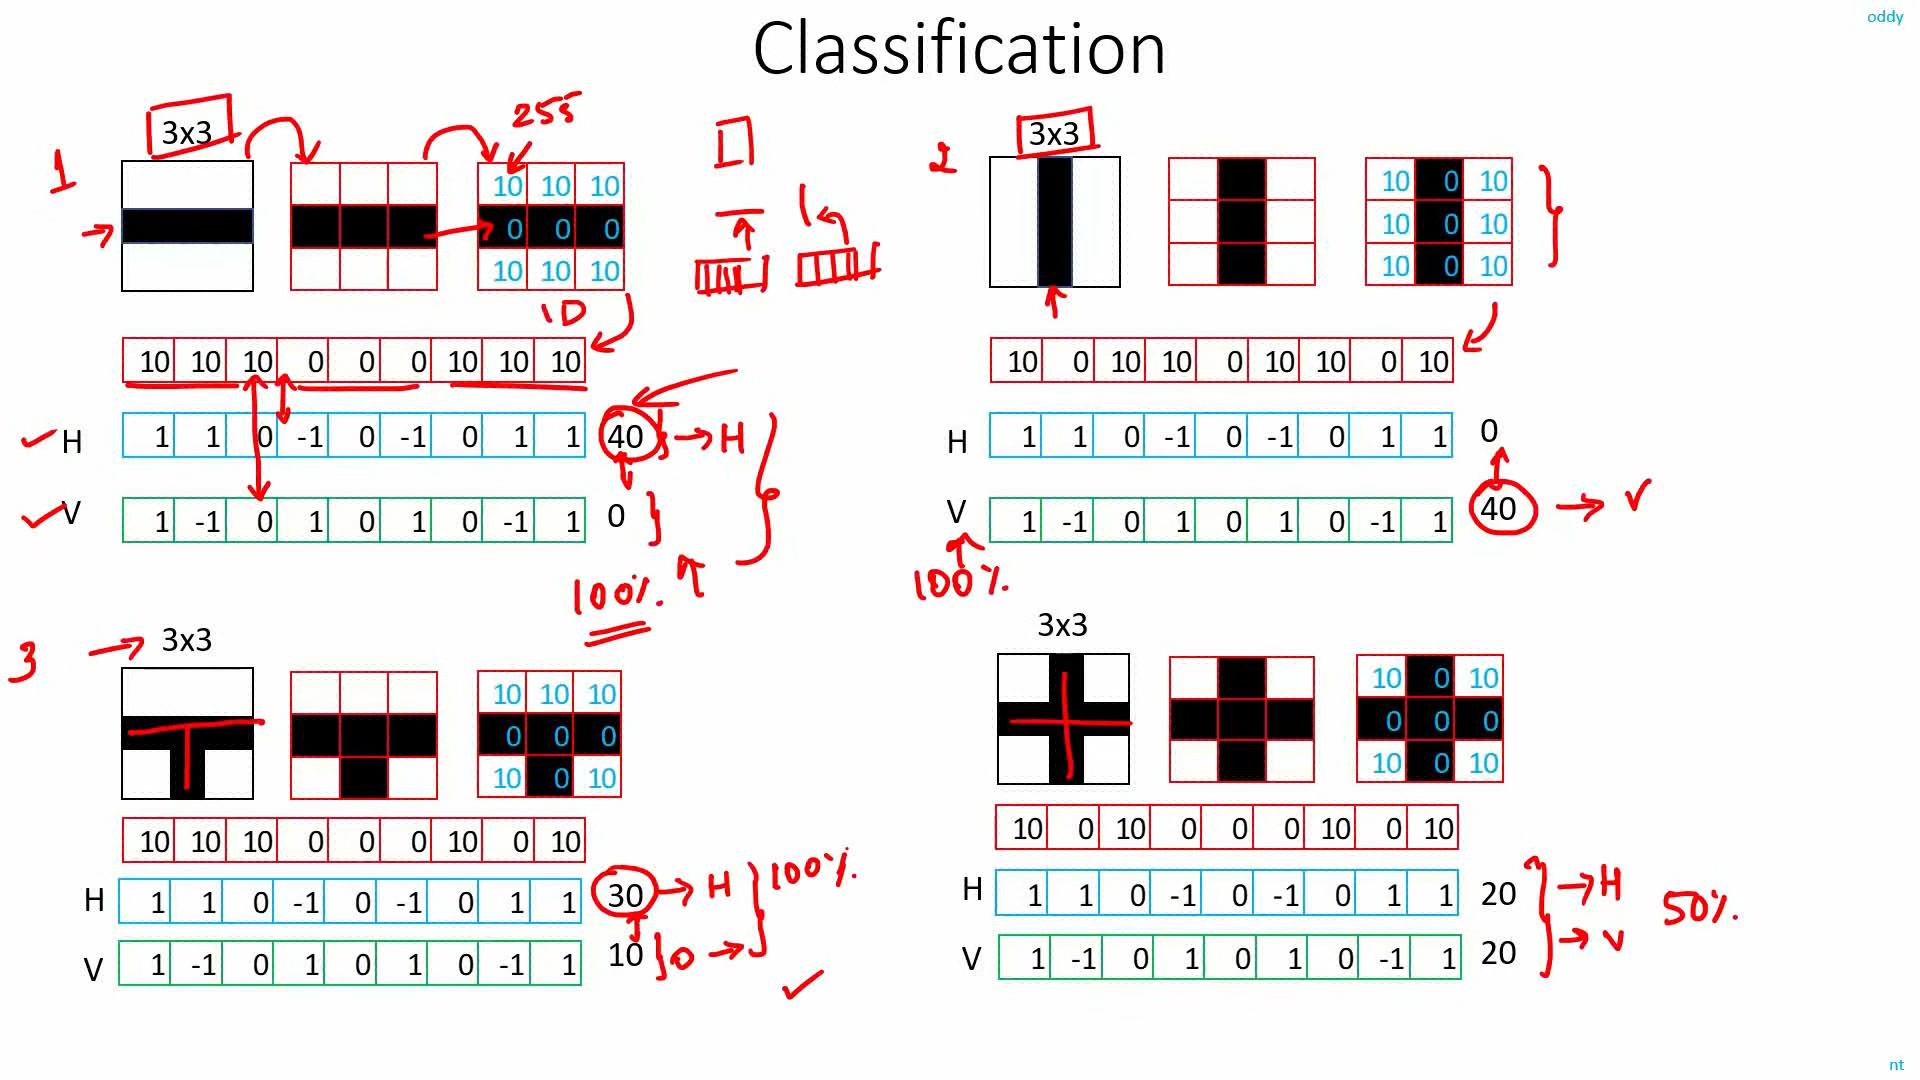 Classification
oddy
1
3x3
255
10 10 10
0 0 0
10 10 10
1D
10 10 10 0 0 0 10 10 10
H 1 1 0 -1 0 -1 0 1 1 40 → H
V 1 -1 0 1 0 1 0 -1 1 0
100%
2
3x3
10 0 10
10 0 10
10 0 10
10 0 10 10 0 10 10 0 10
H 1 1 0 -1 0 -1 0 1 1 0
V 1 -1 0 1 0 1 0 -1 1 40 → V
100%
3 → 3x3
10 10 10
0 0 0
10 0 10
10 10 10 0 0 0 10 0 10
H 1 1 0 -1 0 -1 0 1 1 30 → H 100%
V 1 -1 0 1 0 1 0 -1 1 10 0 →
3x3
10 0 10
0 0 0
10 0 10
10 0 10 0 0 0 10 0 10
H 1 1 0 -1 0 -1 0 1 1 20 → H
V 1 -1 0 1 0 1 0 -1 1 20 → V
50%
nt